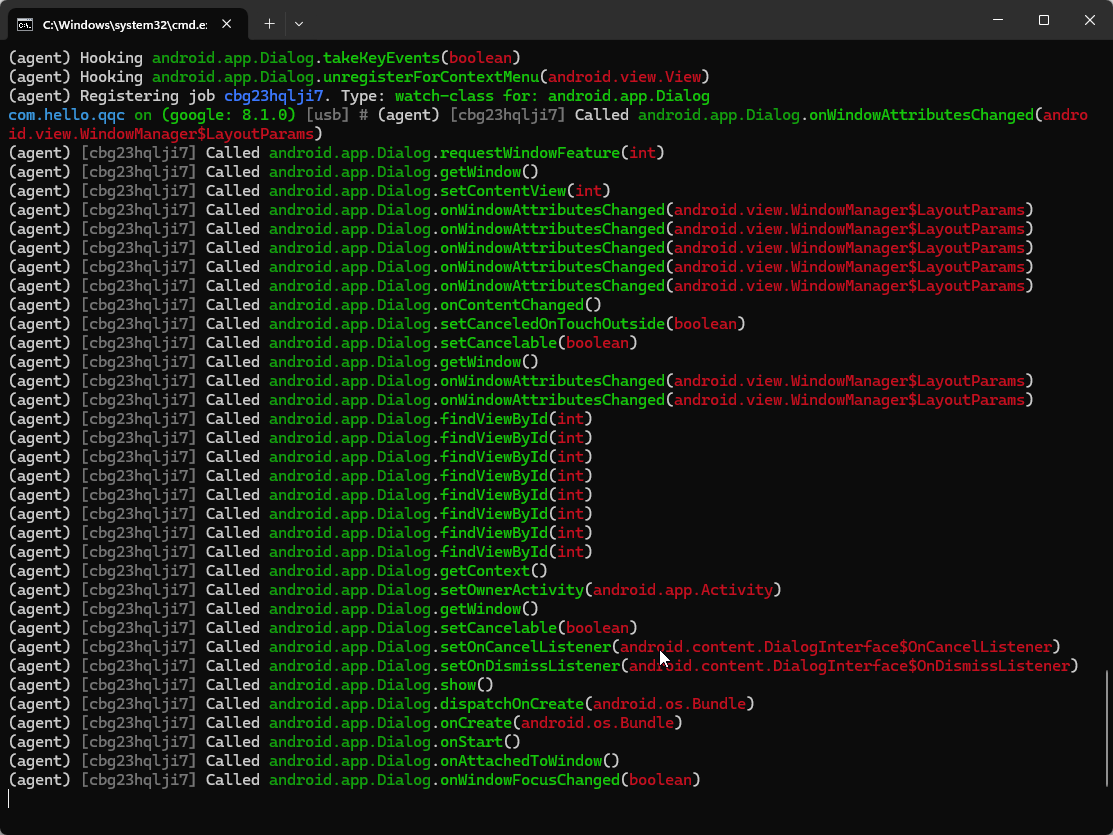 C:\Windows\system32\cmd.e:
(agent) Hooking android.app.Dialog.takeKeyEvents(boolean)
(agent) Hooking android.app.Dialog.unregisterForContextMenu(android.view.View)
(agent) Registering job cbg23hqlji7. Type: watch-class for: android.app.Dialog
com.hello.qqc on (google: 8.1.0) [usb] # (agent) [cbg23hqlji7] Called android.app.Dialog.onWindowAttributesChanged(andro
id.view.WindowManager$LayoutParams)
(agent) [cbg23hqlji7] Called android.app.Dialog.requestWindowFeature(int)
(agent) [cbg23hqlji7] Called android.app.Dialog.getWindow()
(agent) [cbg23hqlji7] Called android.app.Dialog.setContentView(int)
(agent) [cbg23hqlji7] Called android.app.Dialog.onWindowAttributesChanged(android.view.WindowManager$LayoutParams)
(agent) [cbg23hqlji7] Called android.app.Dialog.onWindowAttributesChanged(android.view.WindowManager$LayoutParams)
(agent) [cbg23hqlji7] Called android.app.Dialog.onWindowAttributesChanged(android.view.WindowManager$LayoutParams)
(agent) [cbg23hqlji7] Called android.app.Dialog.onWindowAttributesChanged(android.view.WindowManager$LayoutParams)
(agent) [cbg23hqlji7] Called android.app.Dialog.onWindowAttributesChanged(android.view.WindowManager$LayoutParams)
(agent) [cbg23hqlji7] Called android.app.Dialog.onContentChanged()
(agent) [cbg23hqlji7] Called android.app.Dialog.setCanceledOnTouchOutside(boolean)
(agent) [cbg23hqlji7] Called android.app.Dialog.setCancelable(boolean)
(agent) [cbg23hqlji7] Called android.app.Dialog.getWindow()
(agent) [cbg23hqlji7] Called android.app.Dialog.onWindowAttributesChanged(android.view.WindowManager$LayoutParams)
(agent) [cbg23hqlji7] Called android.app.Dialog.onWindowAttributesChanged(android.view.WindowManager$LayoutParams)
(agent) [cbg23hqlji7] Called android.app.Dialog.findViewById(int)
(agent) [cbg23hqlji7] Called android.app.Dialog.findViewById(int)
(agent) [cbg23hqlji7] Called android.app.Dialog.findViewById(int)
(agent) [cbg23hqlji7] Called android.app.Dialog.findViewById(int)
(agent) [cbg23hqlji7] Called android.app.Dialog.findViewById(int)
(agent) [cbg23hqlji7] Called android.app.Dialog.findViewById(int)
(agent) [cbg23hqlji7] Called android.app.Dialog.findViewById(int)
(agent) [cbg23hqlji7] Called android.app.Dialog.findViewById(int)
(agent) [cbg23hqlji7] Called android.app.Dialog.getContext()
(agent) [cbg23hqlji7] Called android.app.Dialog.setOwnerActivity(android.app.Activity)
(agent) [cbg23hqlji7] Called android.app.Dialog.getWindow()
(agent) [cbg23hqlji7] Called android.app.Dialog.setCancelable(boolean)
(agent) [cbg23hqlji7] Called android.app.Dialog.setOnCancelListener(android.content.DialogInterface$OnCancelListener)
(agent) [cbg23hqlji7] Called android.app.Dialog.setOnDismissListener(android.content.DialogInterface$OnDismissListener)
(agent) [cbg23hqlji7] Called android.app.Dialog.show()
(agent) [cbg23hqlji7] Called android.app.Dialog.dispatchOnCreate(android.os.Bundle)
(agent) [cbg23hqlji7] Called android.app.Dialog.onCreate(android.os.Bundle)
(agent) [cbg23hqlji7] Called android.app.Dialog.onStart()
(agent) [cbg23hqlji7] Called android.app.Dialog.onAttachedToWindow()
(agent) [cbg23hqlji7] Called android.app.Dialog.onWindowFocusChanged(boolean)